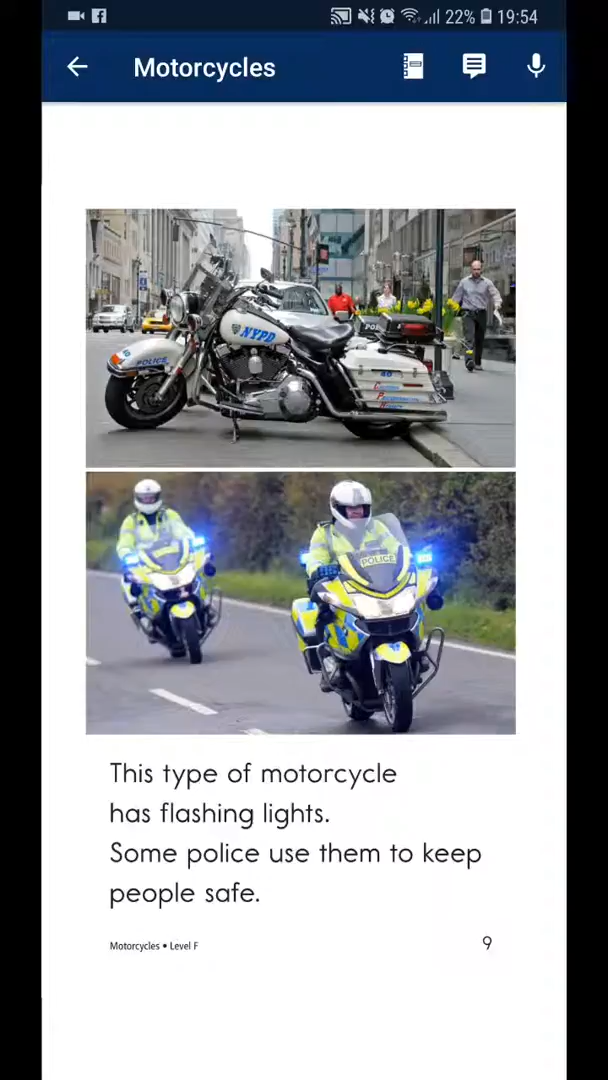 22% 19:54
Motorcycles
NYPD
POLICE
40
POLICE
This type of motorcycle
has flashing lights.
Some police use them to keep
people safe.
Motorcycles • Level F
9